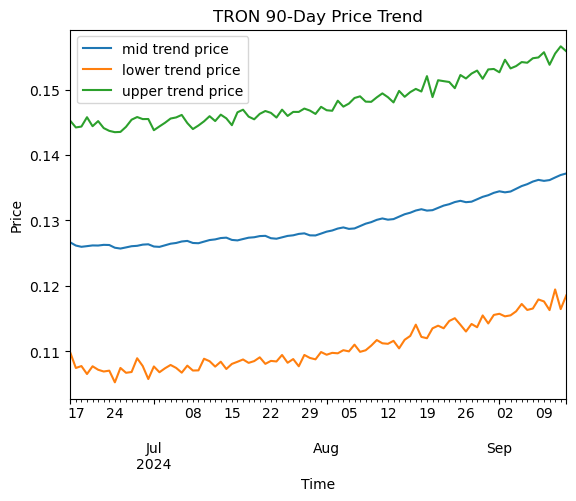 TRON 90-Day Price Trend
mid trend price
lower trend price
upper trend price
Price
0.15
0.14
0.13
0.12
0.11
17 24 08 15 22 29 05 12 19 26 02 09
Jul Aug Sep
2024
Time